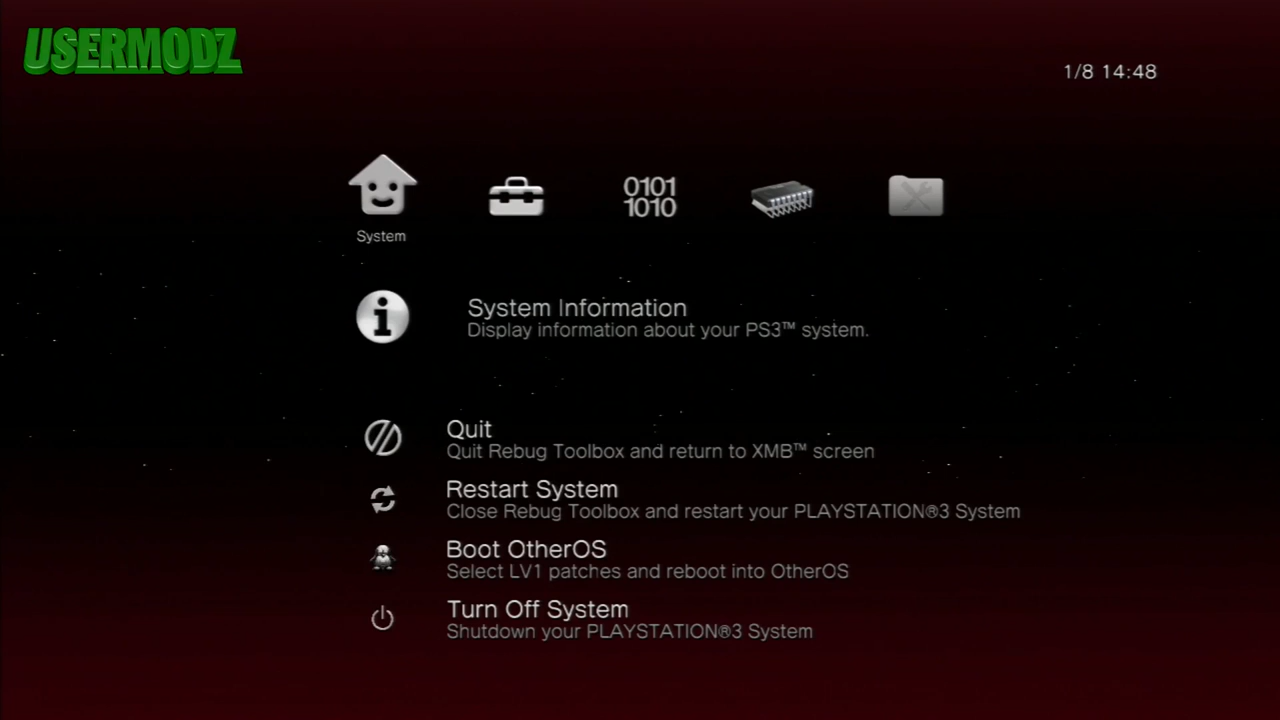 USERMODZ
1/8 14:48
0101
1010
System
System Information
Display information about your PS3™ system.
Quit
Quit Rebug Toolbox and return to XMB™ screen
Restart System
Close Rebug Toolbox and restart your PLAYSTATION®3 System
Boot OtherOS
Select LV1 patches and reboot into OtherOS
Turn Off System
Shutdown your PLAYSTATION®3 System